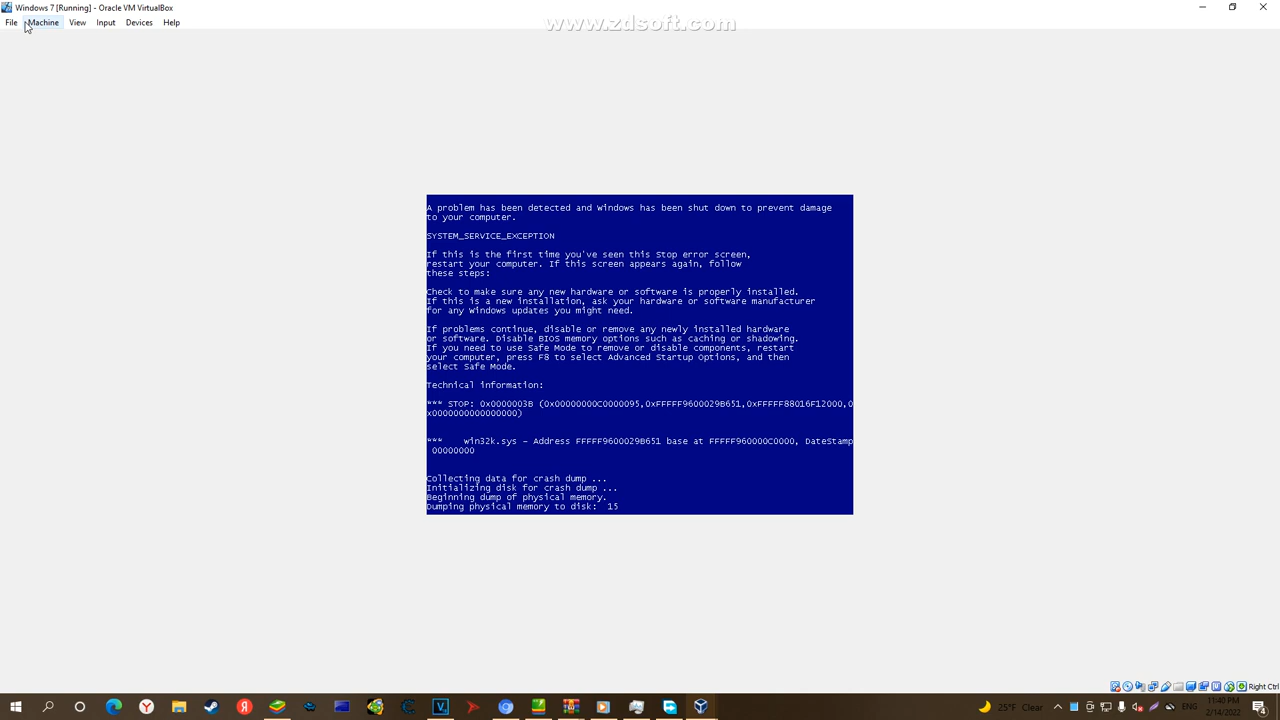 Windows 7 [Running] - Oracle VM VirtualBox
File Machine View Input Devices Help
www.zdsoft.com
A problem has been detected and Windows has been shut down to prevent damage
to your computer.
SYSTEM_SERVICE_EXCEPTION
If this is the first time you've seen this Stop error screen,
restart your computer. If this screen appears again, follow
these steps:
Check to make sure any new hardware or software is properly installed.
If this is a new installation, ask your hardware or software manufacturer
for any Windows updates you might need.
If problems continue, disable or remove any newly installed hardware
or software. Disable BIOS memory options such as caching or shadowing.
If you need to use Safe Mode to remove or disable components, restart
your computer, press F8 to select Advanced Startup Options, and then
select Safe Mode.
Technical information:
*** STOP: 0x0000003B (0x00000000C0000095,0xFFFFF9600029B651,0xFFFFF88016F12000,0
x0000000000000000)
*** win32k.sys - Address FFFFF9600029B651 base at FFFFF960000C0000, DateStamp
00000000
Collecting data for crash dump ...
Initializing disk for crash dump ...
Beginning dump of physical memory.
Dumping physical memory to disk: 15
Right Ctrl
25°F Clear
ENG
11:40 PM
2/14/2022